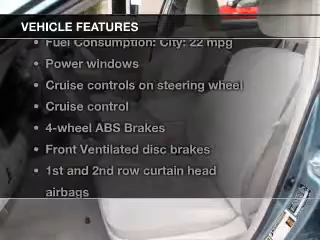 VEHICLE FEATURES
• Fuel Consumption: City: 22 mpg
• Power windows
• Cruise controls on steering wheel
• Cruise control
• 4-wheel ABS Brakes
• Front Ventilated disc brakes
• 1st and 2nd row curtain head
airbags